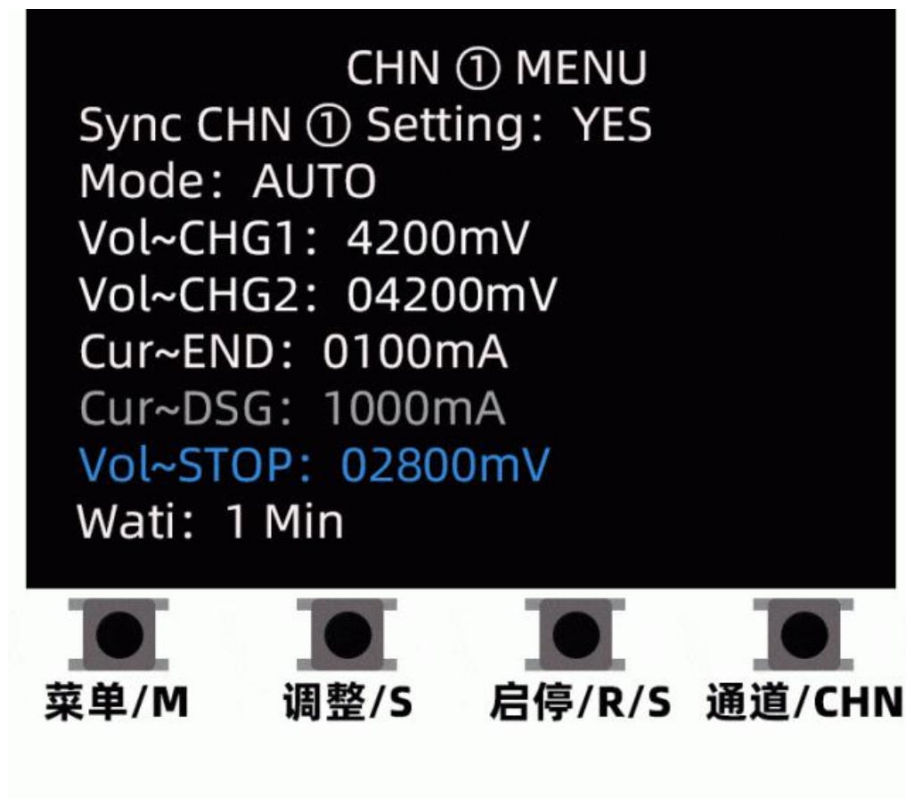 CHN ① MENU
Sync CHN ① Setting： YES
Mode： AUTO
Vol~CHG1： 4200mV
Vol~CHG2： 04200mV
Cur~END： 0100mA
Cur~DSG： 1000mA
Vol~STOP： 02800mV
Wati： 1 Min
菜单/M 调整/S 启停/R/S 通道/CHN